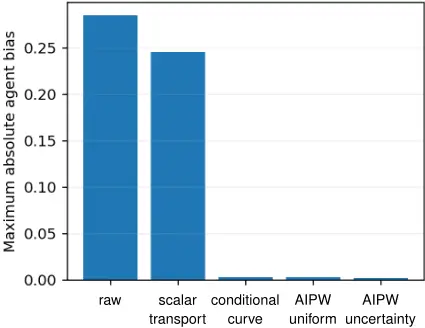 Maximum absolute agent bias
0.25
0.20
0.15
0.10
0.05
0.00
raw
scalar
transport
conditional
curve
AIPW
uniform
AIPW
uncertainty